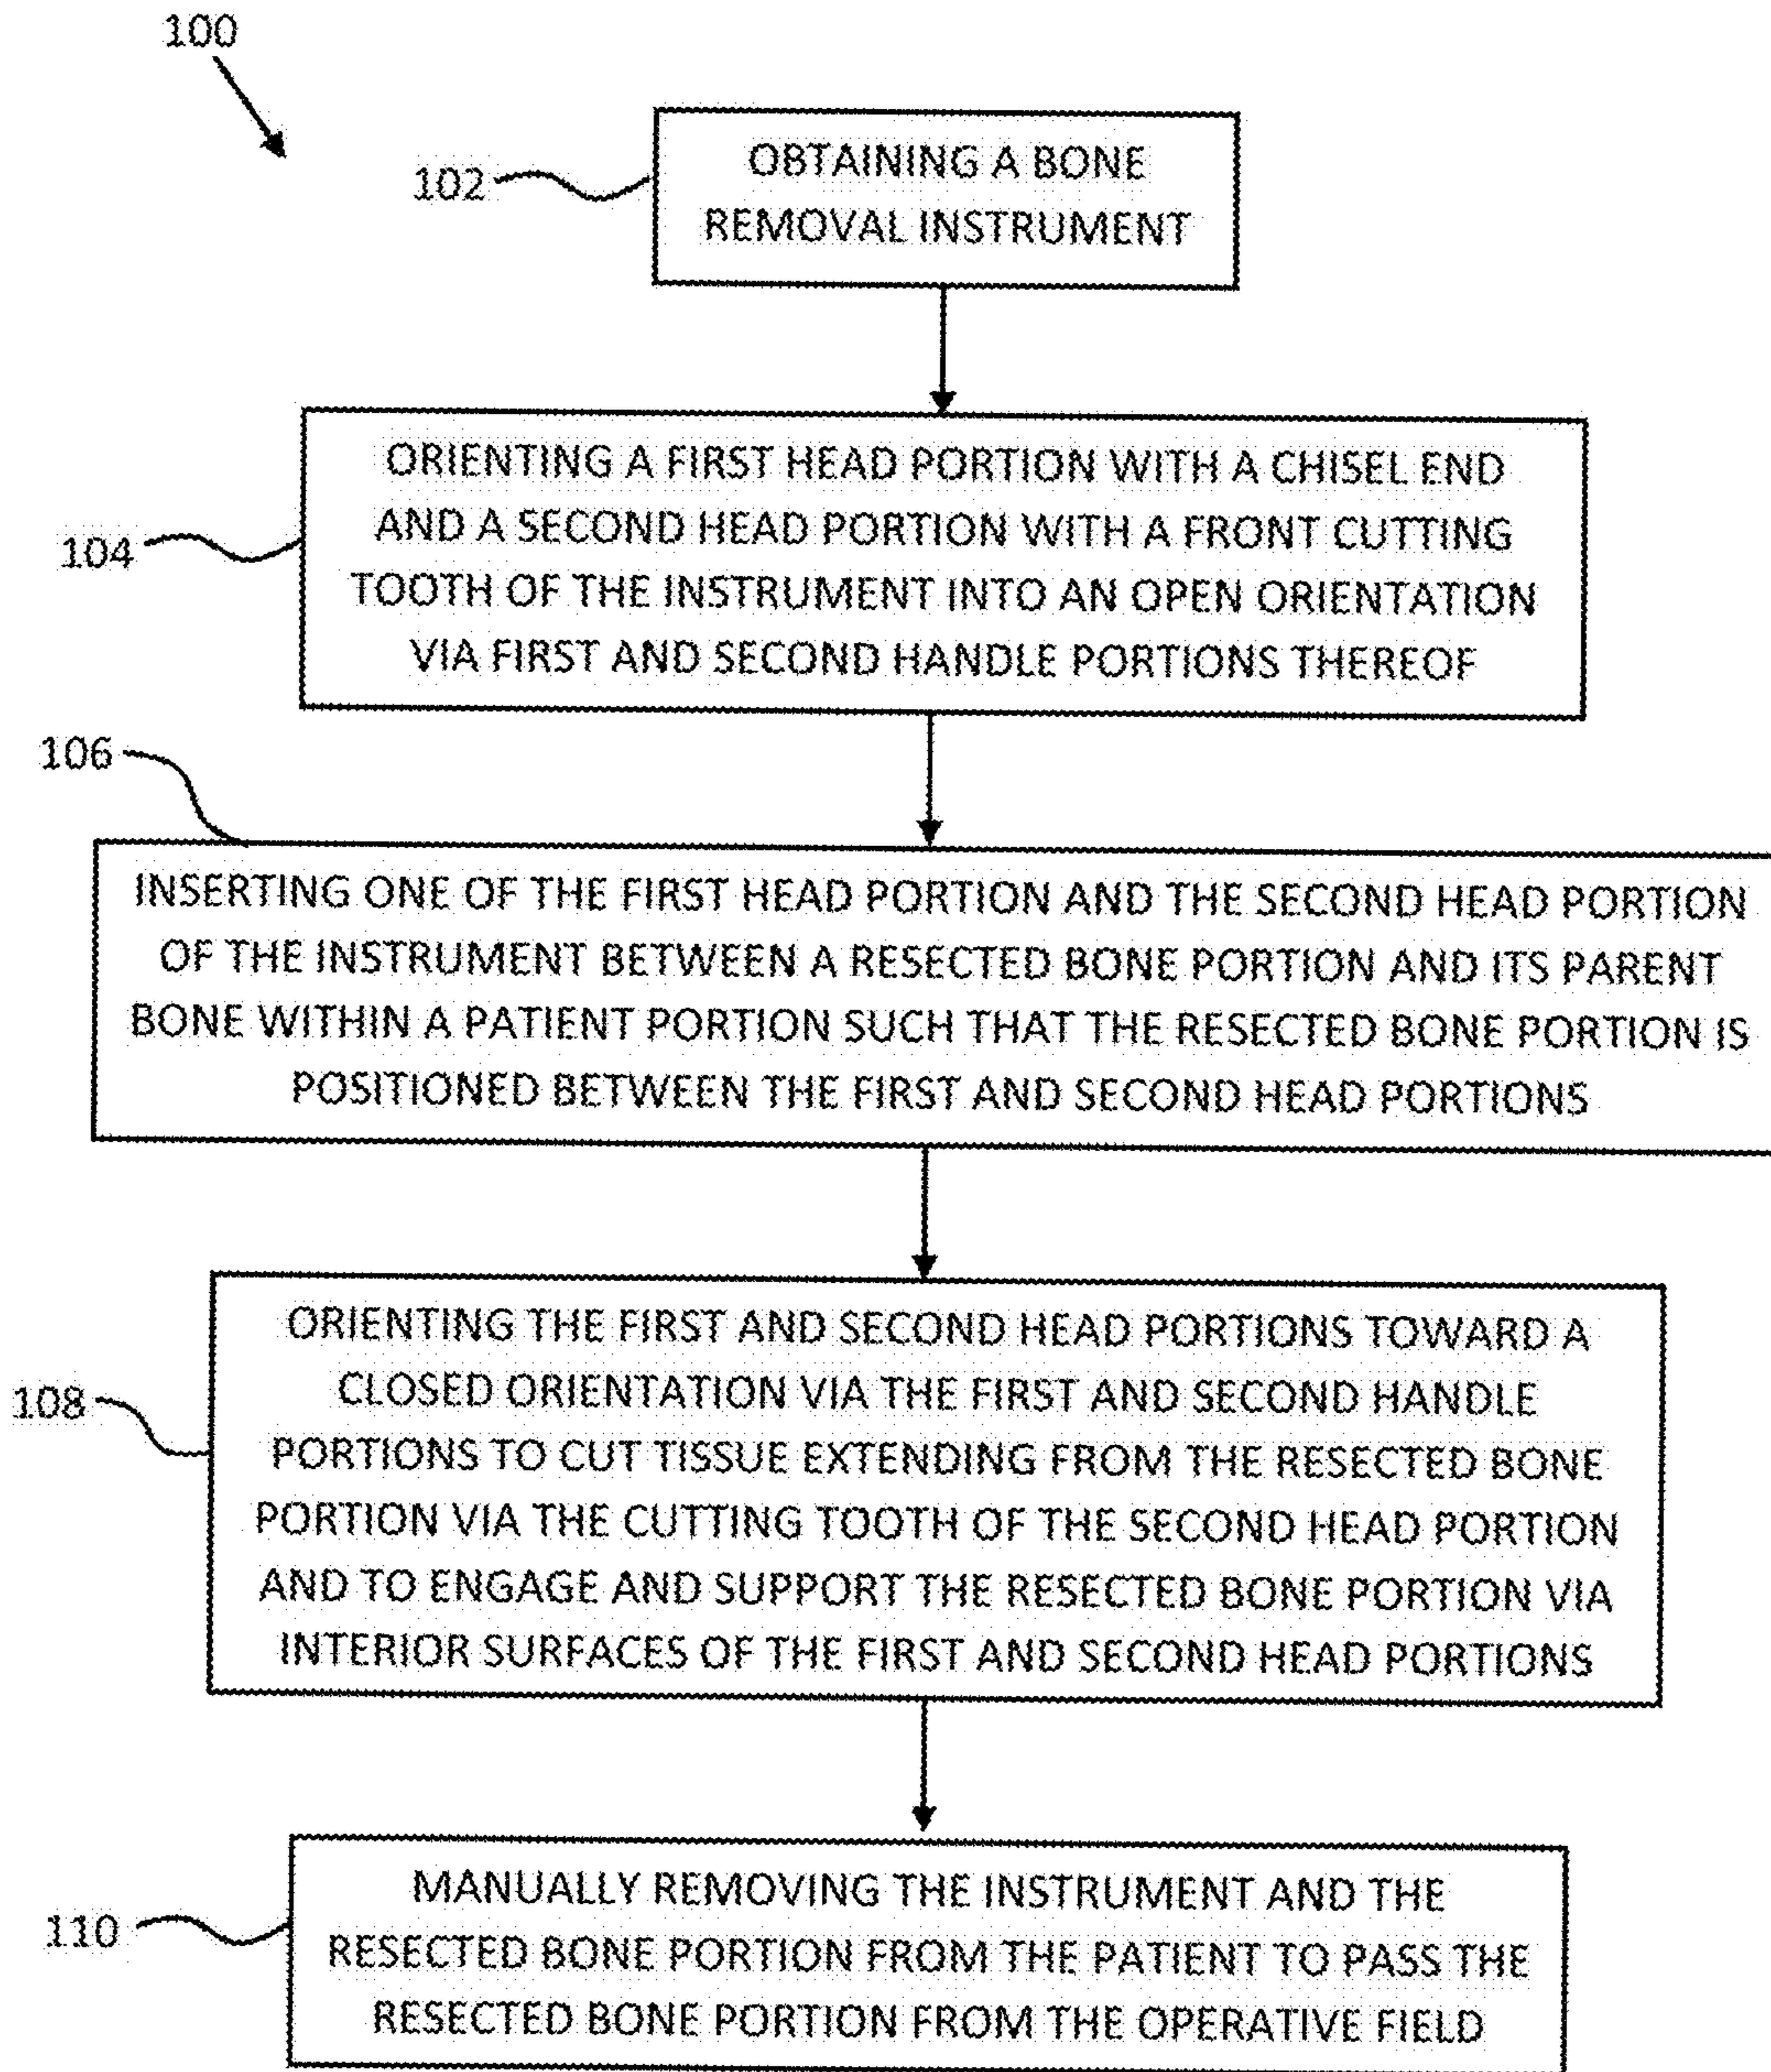 100
102
OBTAINING A BONE
REMOVAL INSTRUMENT
104
ORIENTING A FIRST HEAD PORTION WITH A CHISEL END
AND A SECOND HEAD PORTION WITH A FRONT CUTTING
TOOTH OF THE INSTRUMENT INTO AN OPEN ORIENTATION
VIA FIRST AND SECOND HANDLE PORTIONS THEREOF
106
INSERTING ONE OF THE FIRST HEAD PORTION AND THE SECOND HEAD PORTION
OF THE INSTRUMENT BETWEEN A RESECTED BONE PORTION AND ITS PARENT
BONE WITHIN A PATIENT PORTION SUCH THAT THE RESECTED BONE PORTION IS
POSITIONED BETWEEN THE FIRST AND SECOND HEAD PORTIONS
108
ORIENTING THE FIRST AND SECOND HEAD PORTIONS TOWARD A
CLOSED ORIENTATION VIA THE FIRST AND SECOND HANDLE
PORTIONS TO CUT TISSUE EXTENDING FROM THE RESECTED BONE
PORTION VIA THE CUTTING TOOTH OF THE SECOND HEAD PORTION
AND TO ENGAGE AND SUPPORT THE RESECTED BONE PORTION VIA
INTERIOR SURFACES OF THE FIRST AND SECOND HEAD PORTIONS
110
MANUALLY REMOVING THE INSTRUMENT AND THE
RESECTED BONE PORTION FROM THE PATIENT TO PASS THE
RESECTED BONE PORTION FROM THE OPERATIVE FIELD